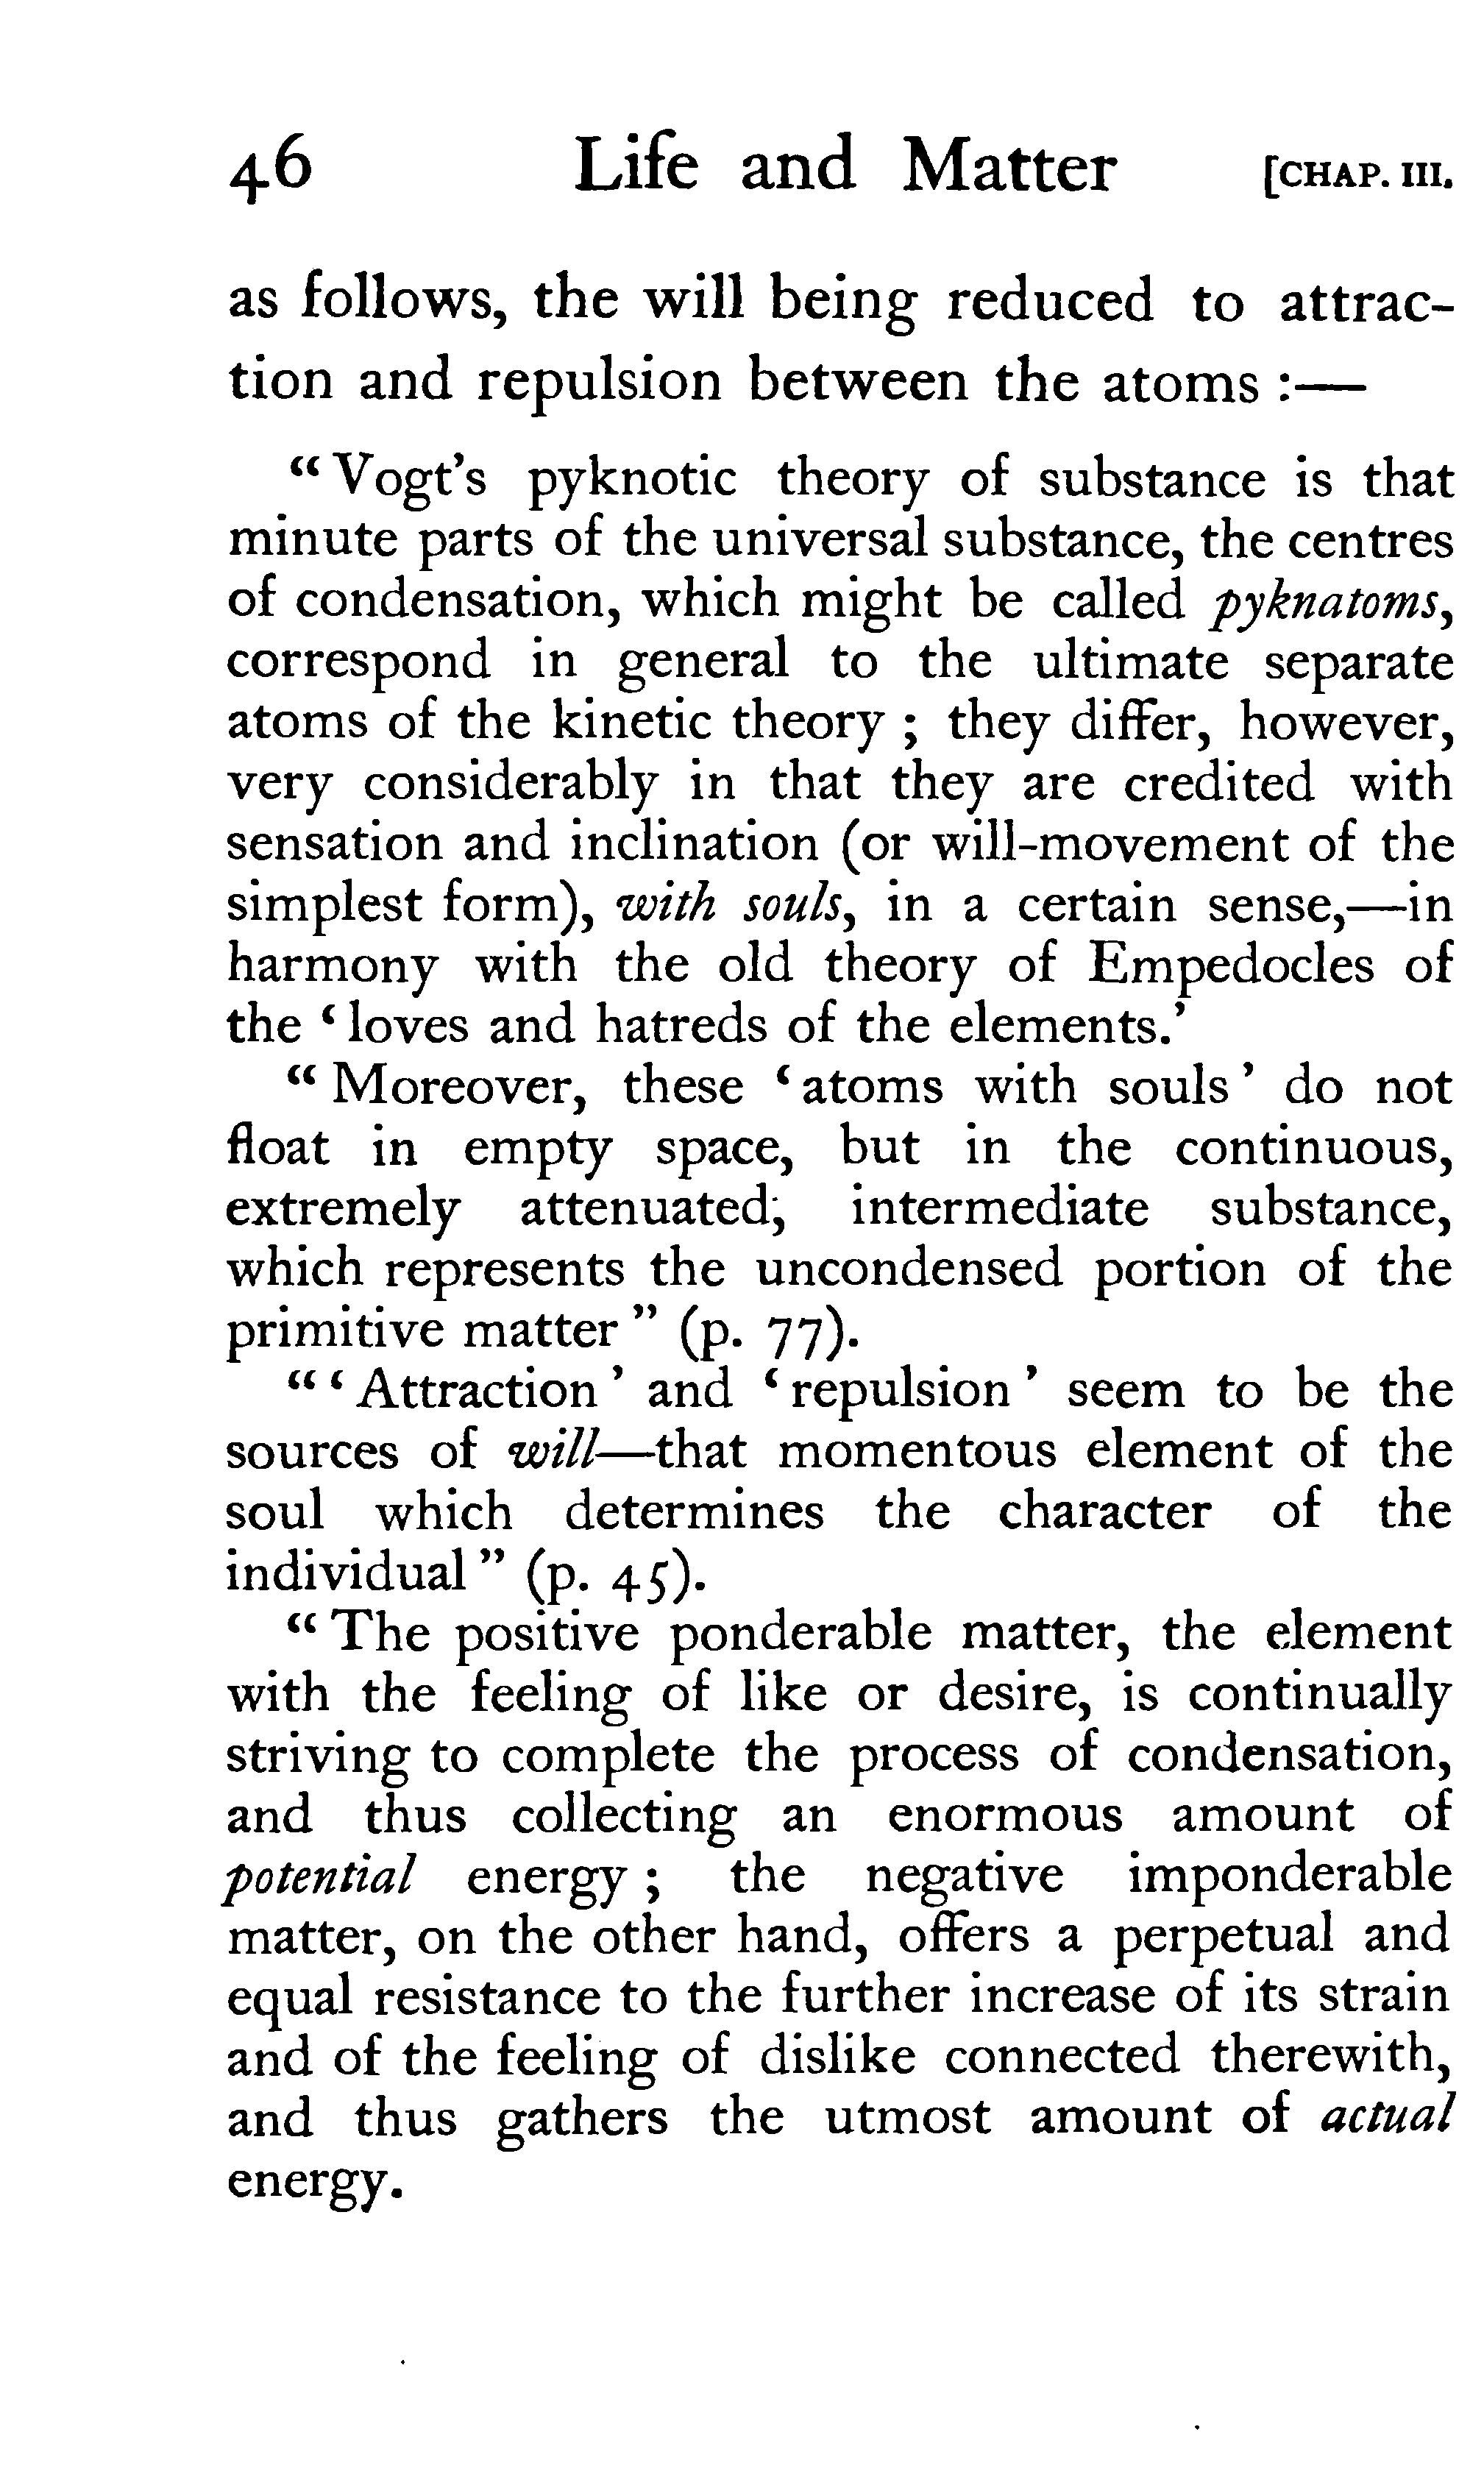 46 Life and Matter [CHAP. III.
as follows, the will being reduced to attrac-
tion and repulsion between the atoms :—
“ Vogt’s pyknotic theory of substance is that
minute parts of the universal substance, the centres
of condensation, which might be called pyknatoms,
correspond in general to the ultimate separate
atoms of the kinetic theory ; they differ, however,
very considerably in that they are credited with
sensation and inclination (or will-movement of the
simplest form), with souls, in a certain sense,—in
harmony with the old theory of Empedocles of
the ‘ loves and hatreds of the elements.’
“ Moreover, these ‘ atoms with souls ’ do not
float in empty space, but in the continuous,
extremely attenuated, intermediate substance,
which represents the uncondensed portion of the
primitive matter ” (p. 77).
“ ‘ Attraction ’ and ‘ repulsion ’ seem to be the
sources of will—that momentous element of the
soul which determines the character of the
individual ” (p. 45).
“ The positive ponderable matter, the element
with the feeling of like or desire, is continually
striving to complete the process of condensation,
and thus collecting an enormous amount of
potential energy ; the negative imponderable
matter, on the other hand, offers a perpetual and
equal resistance to the further increase of its strain
and of the feeling of dislike connected therewith,
and thus gathers the utmost amount of actual
energy.